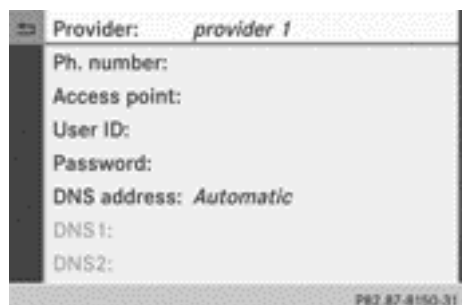 Provider: provider 1
Ph. number:
Access point:
User ID:
Password:
DNS address: Automatic
DNS1:
DNS2:
P82.87-8150-31